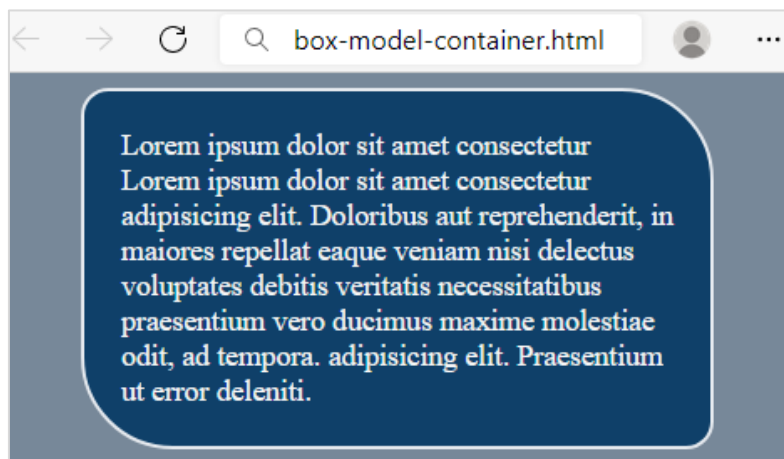 box-model-container.html
Lorem ipsum dolor sit amet consectetur
Lorem ipsum dolor sit amet consectetur
adipisicing elit. Doloribus aut reprehenderit, in
maiores repellat eaque veniam nisi delectus
voluptates debitis veritatis necessitatibus
praesentium vero ducimus maxime molestiae
odit, ad tempora. adipisicing elit. Praesentium
ut error deleniti.